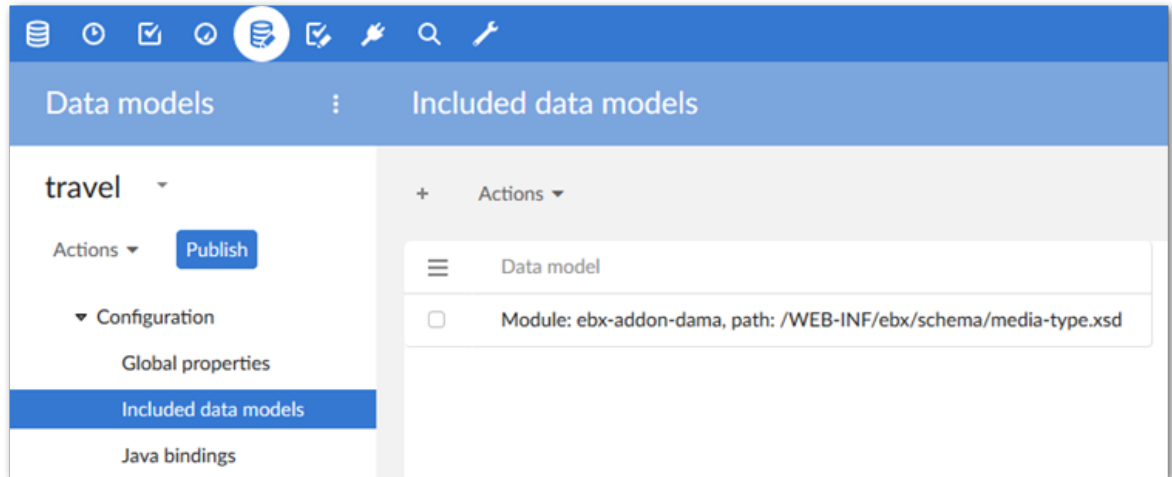 Data models
Included data models
travel
+ Actions
Actions
Publish
Data model
Configuration
Module: ebx-addon-dama, path: /WEB-INF/ebx/schema/media-type.xsd
Global properties
Included data models
Java bindings